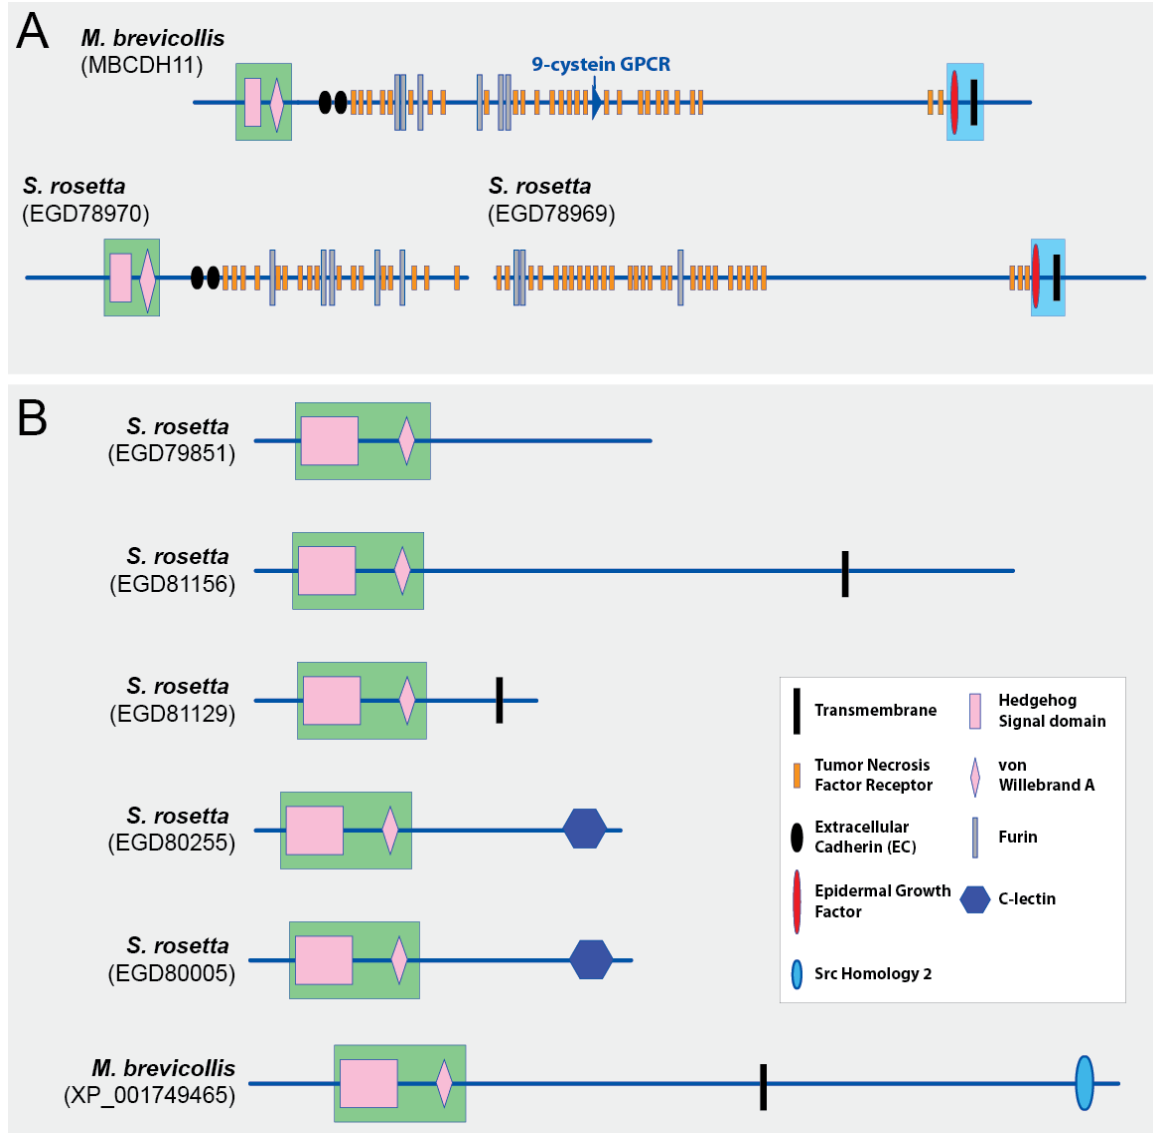 A
M. brevicollis
(MBCDH11)
9-cystein GPCR
S. rosetta
(EGD78970)
S. rosetta
(EGD78969)
B
S. rosetta
(EGD79851)
S. rosetta
(EGD81156)
S. rosetta
(EGD81129)
S. rosetta
(EGD80255)
S. rosetta
(EGD80005)
M. brevicollis
(XP_001749465)
Transmembrane
Tumor Necrosis
Factor Receptor
Extracellular
Cadherin (EC)
Epidermal Growth
Factor
Src Homology 2
Hedgehog
Signal domain
von
Willebrand A
Furin
C-lectin